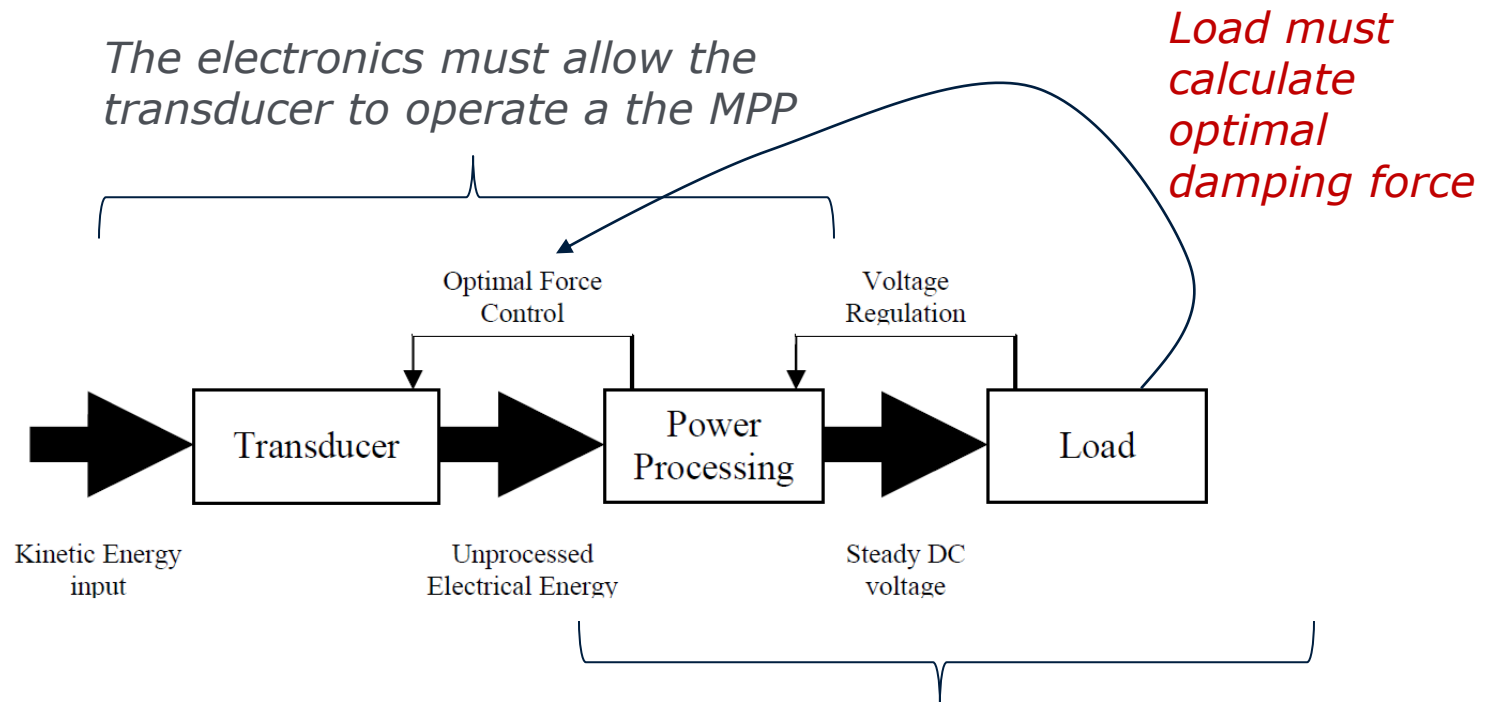 The electronics must allow the
transducer to operate a the MPP
Load must
calculate
optimal
damping force
Optimal Force
Control
Voltage
Regulation
Transducer
Power
Processing
Load
Kinetic Energy
input
Unprocessed
Electrical Energy
Steady DC
voltage